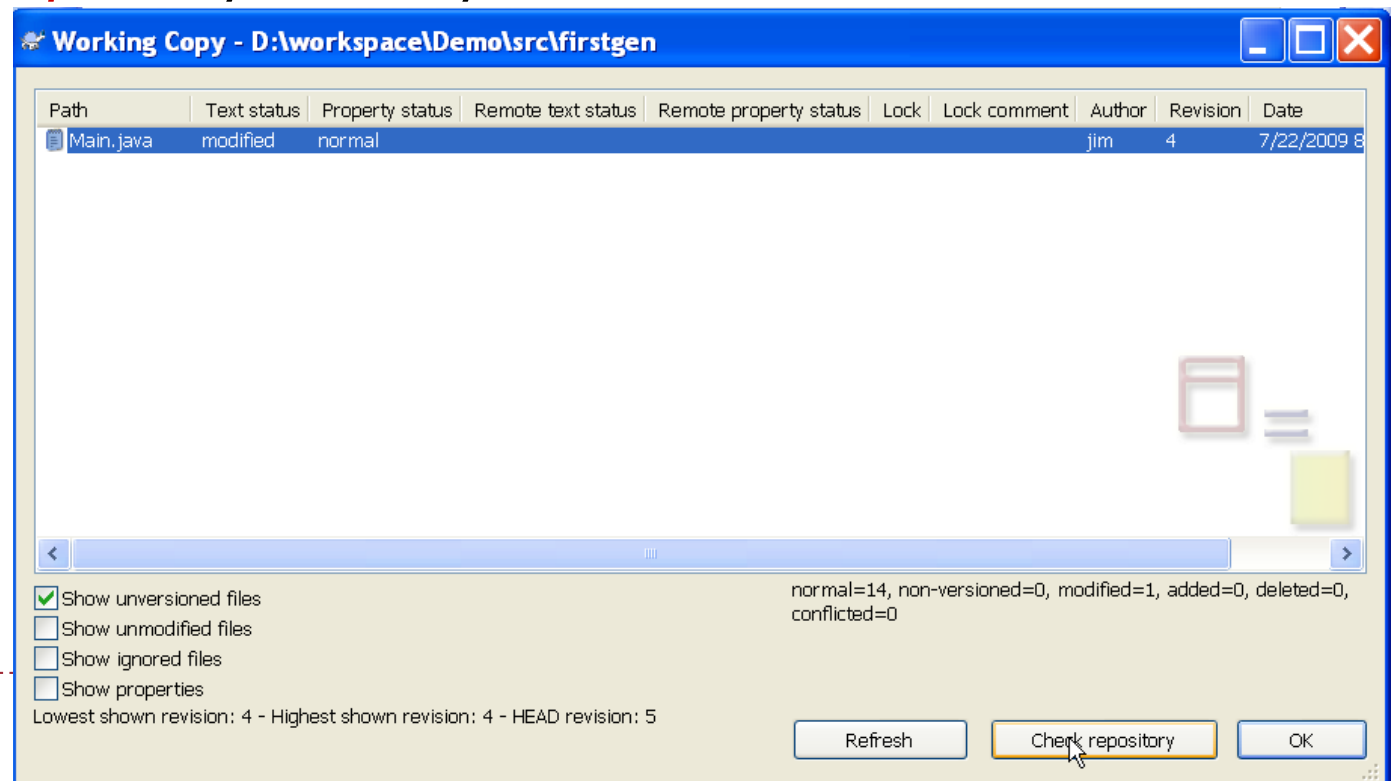 Working Copy - D:\workspace\Demo\src\firstgen
Path Text status Property status Remote text status Remote property status Lock Lock comment Author Revision Date
Main.java modified normal jim 4 7/22/2009 8
Show unversioned files
Show unmodified files
Show ignored files
Show properties
normal=14, non-versioned=0, modified=1, added=0, deleted=0,
conflicted=0
Lowest shown revision: 4 - Highest shown revision: 4 - HEAD revision: 5
Refresh Check repository OK